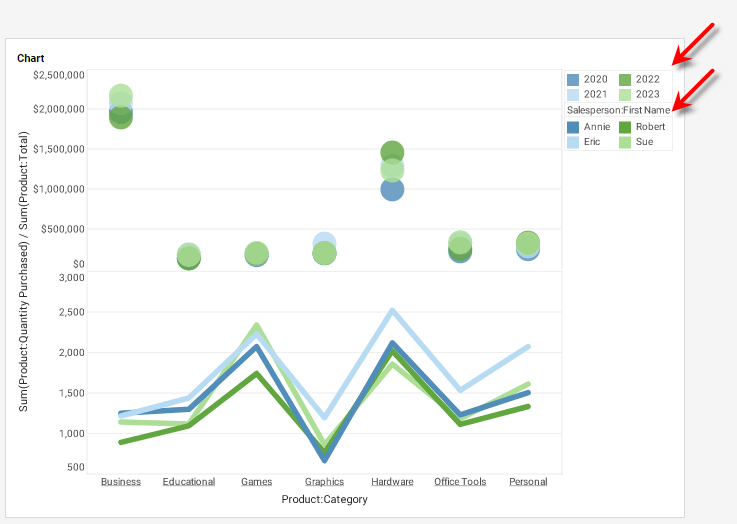 Chart
$2,500,000
$2,000,000
$1,500,000
$1,000,000
$500,000
$0
3,000
2,500
2,000
1,500
1,000
500
Sum(Product:Quantity Purchased) / Sum(Product:Total)
Business Educational Games Graphics Hardware Office Tools Personal
Product:Category
2020 2022
2021 2023
Salesperson:First Name
Annie Robert
Eric Sue